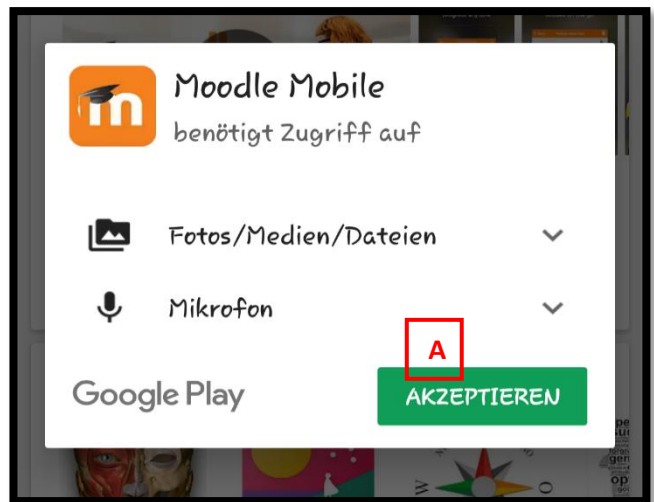 Moodle Mobile
benötigt Zugriff auf
Fotos/Medien/Dateien
Mikrofon
A
Google Play
AKZEPTIEREN
W
O